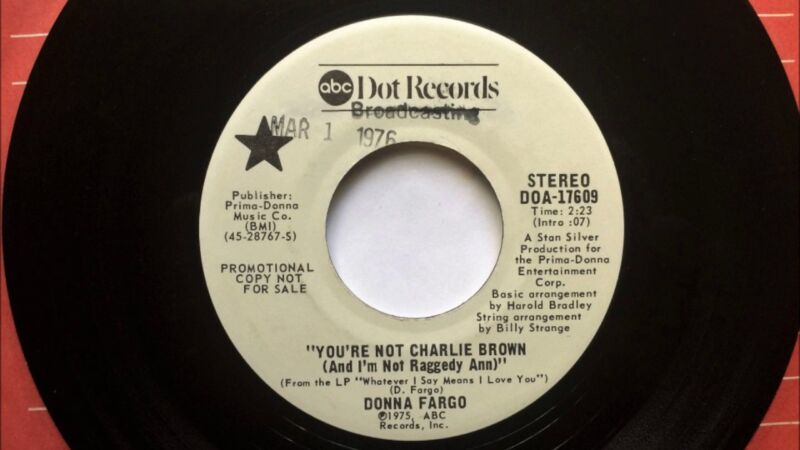 abc Dot Records
Broadcasting
MAR 1 1976
Publisher:
Prima-Donna
Music Co.
(BMI)
(45-28767-S)
PROMOTIONAL
COPY NOT
FOR SALE
STEREO
DOA-17609
Time: 2:23
(Intro :07)
A Stan Silver
Production for
the Prima-Donna
Entertainment
Corp.
Basic arrangement
by Harold Bradley
String arrangement
by Billy Strange
"YOU'RE NOT CHARLIE BROWN
(And I'm Not Raggedy Ann)"
(From the LP "Whatever I Say Means I Love You")
(D. Fargo)
DONNA FARGO
℗1975, ABC
Records, Inc.